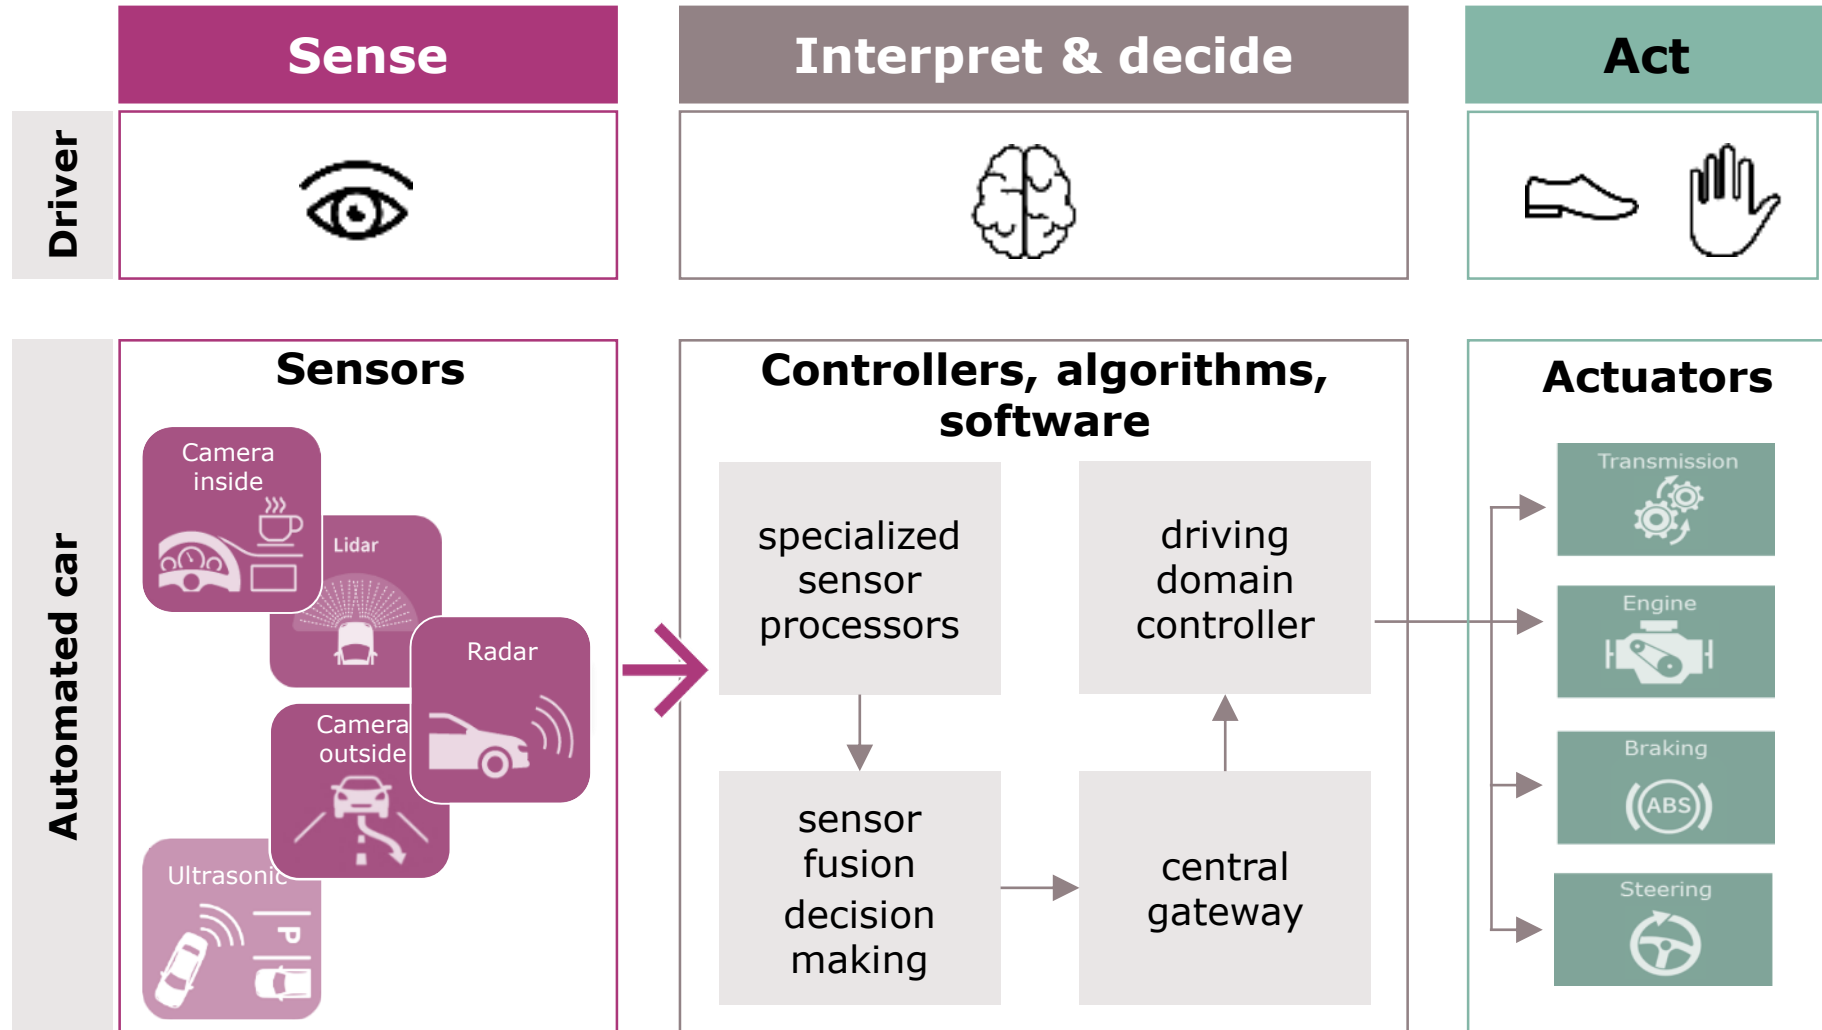 Sense
Interpret & decide
Act
Driver
Automated car
Sensors
Camera
inside
Lidar
Radar
Camera
outside
Ultrasonic
P
Controllers, algorithms,
software
specialized
sensor
processors
driving
domain
controller
sensor
fusion
decision
making
central
gateway
Actuators
Transmission
Engine
Braking
ABS
Steering